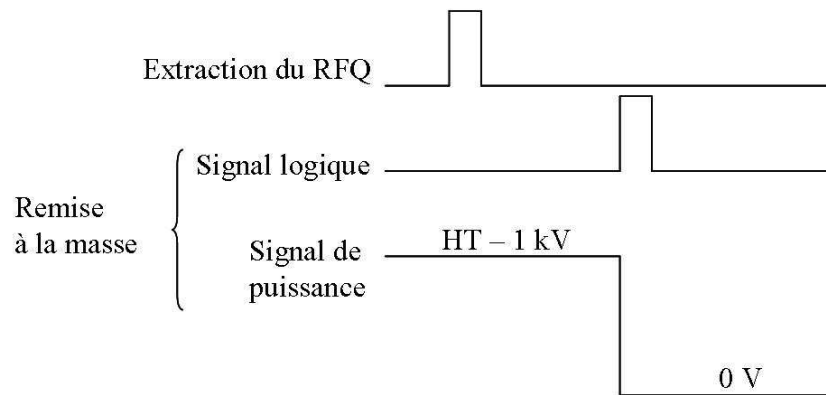 Extraction du RFQ
Signal logique
Remise
à la masse
HT – 1 kV
Signal de
puissance
0 V